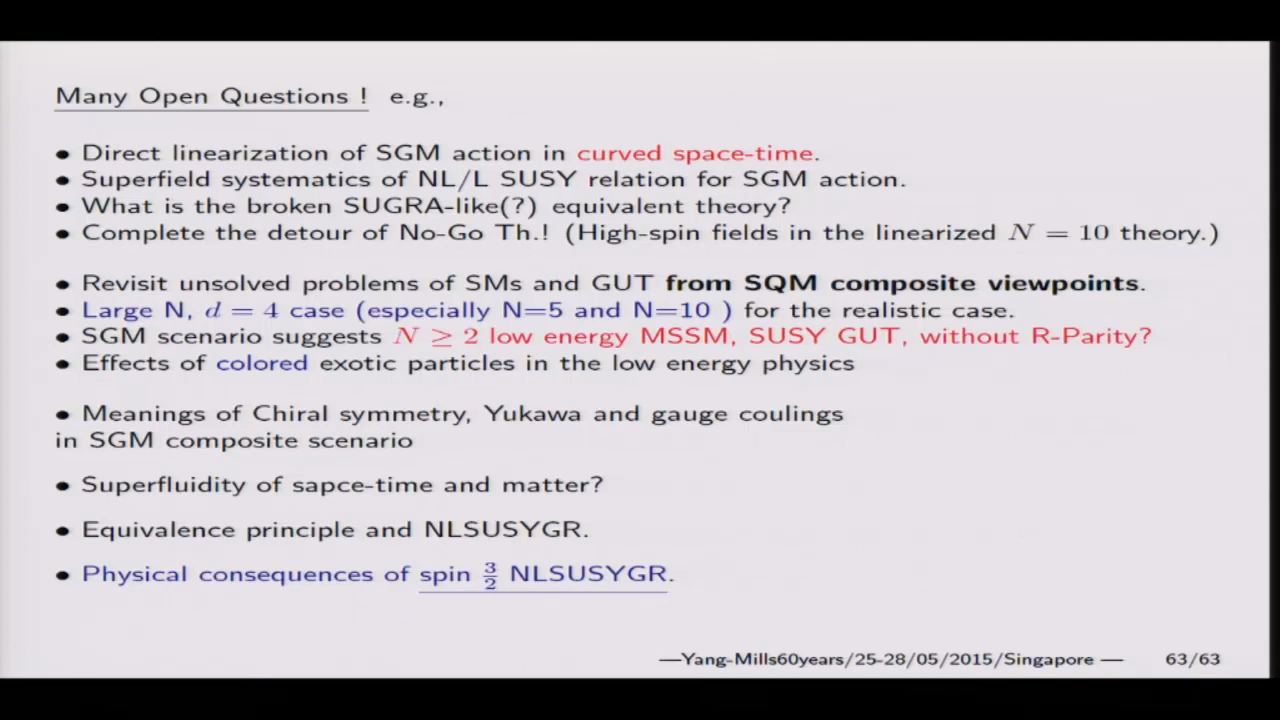 Many Open Questions ! e.g.,
• Direct linearization of SGM action in curved space-time.
• Superfield systematics of NL/L SUSY relation for SGM action.
• What is the broken SUGRA-like(?) equivalent theory?
• Complete the detour of No-Go Th.! (High-spin fields in the linearized N = 10 theory.)
• Revisit unsolved problems of SMs and GUT from SQM composite viewpoints.
• Large N, d = 4 case (especially N=5 and N=10 ) for the realistic case.
• SGM scenario suggests N ≥ 2 low energy MSSM, SUSY GUT, without R-Parity?
• Effects of colored exotic particles in the low energy physics
• Meanings of Chiral symmetry, Yukawa and gauge coulings
in SGM composite scenario
• Superfluidity of sapce-time and matter?
• Equivalence principle and NLSUSYGR.
• Physical consequences of spin 3/2 NLSUSYGR.
—Yang-Mills60years/25-28/05/2015/Singapore — 63/63